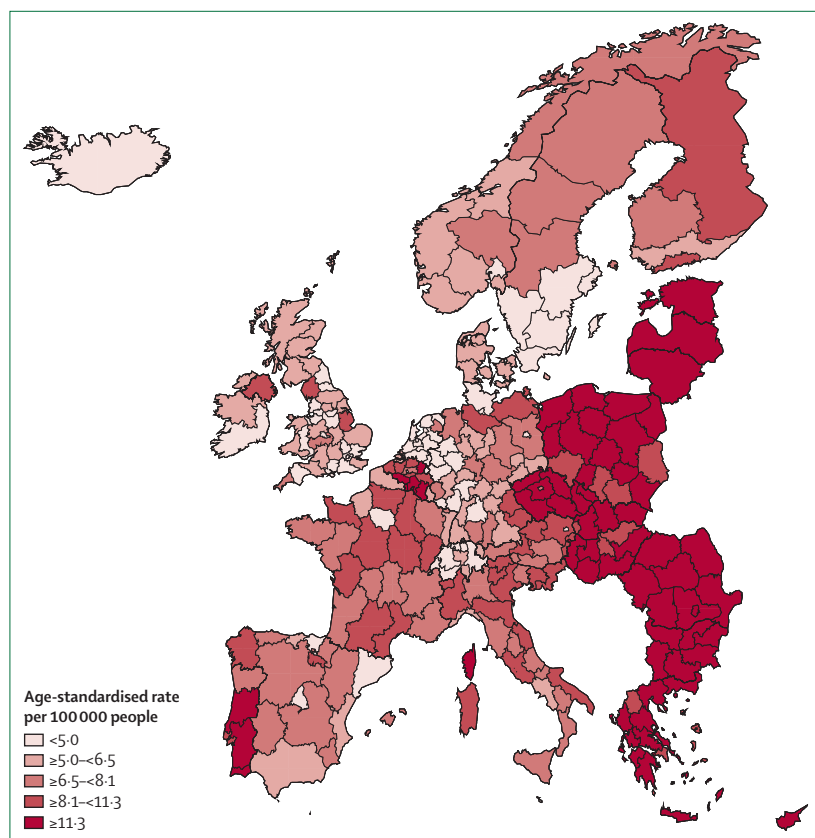 Age-standardised rate
per 100 000 people
<5·0
≥5·0–<6·5
≥6·5–<8·1
≥8·1–<11·3
≥11·3